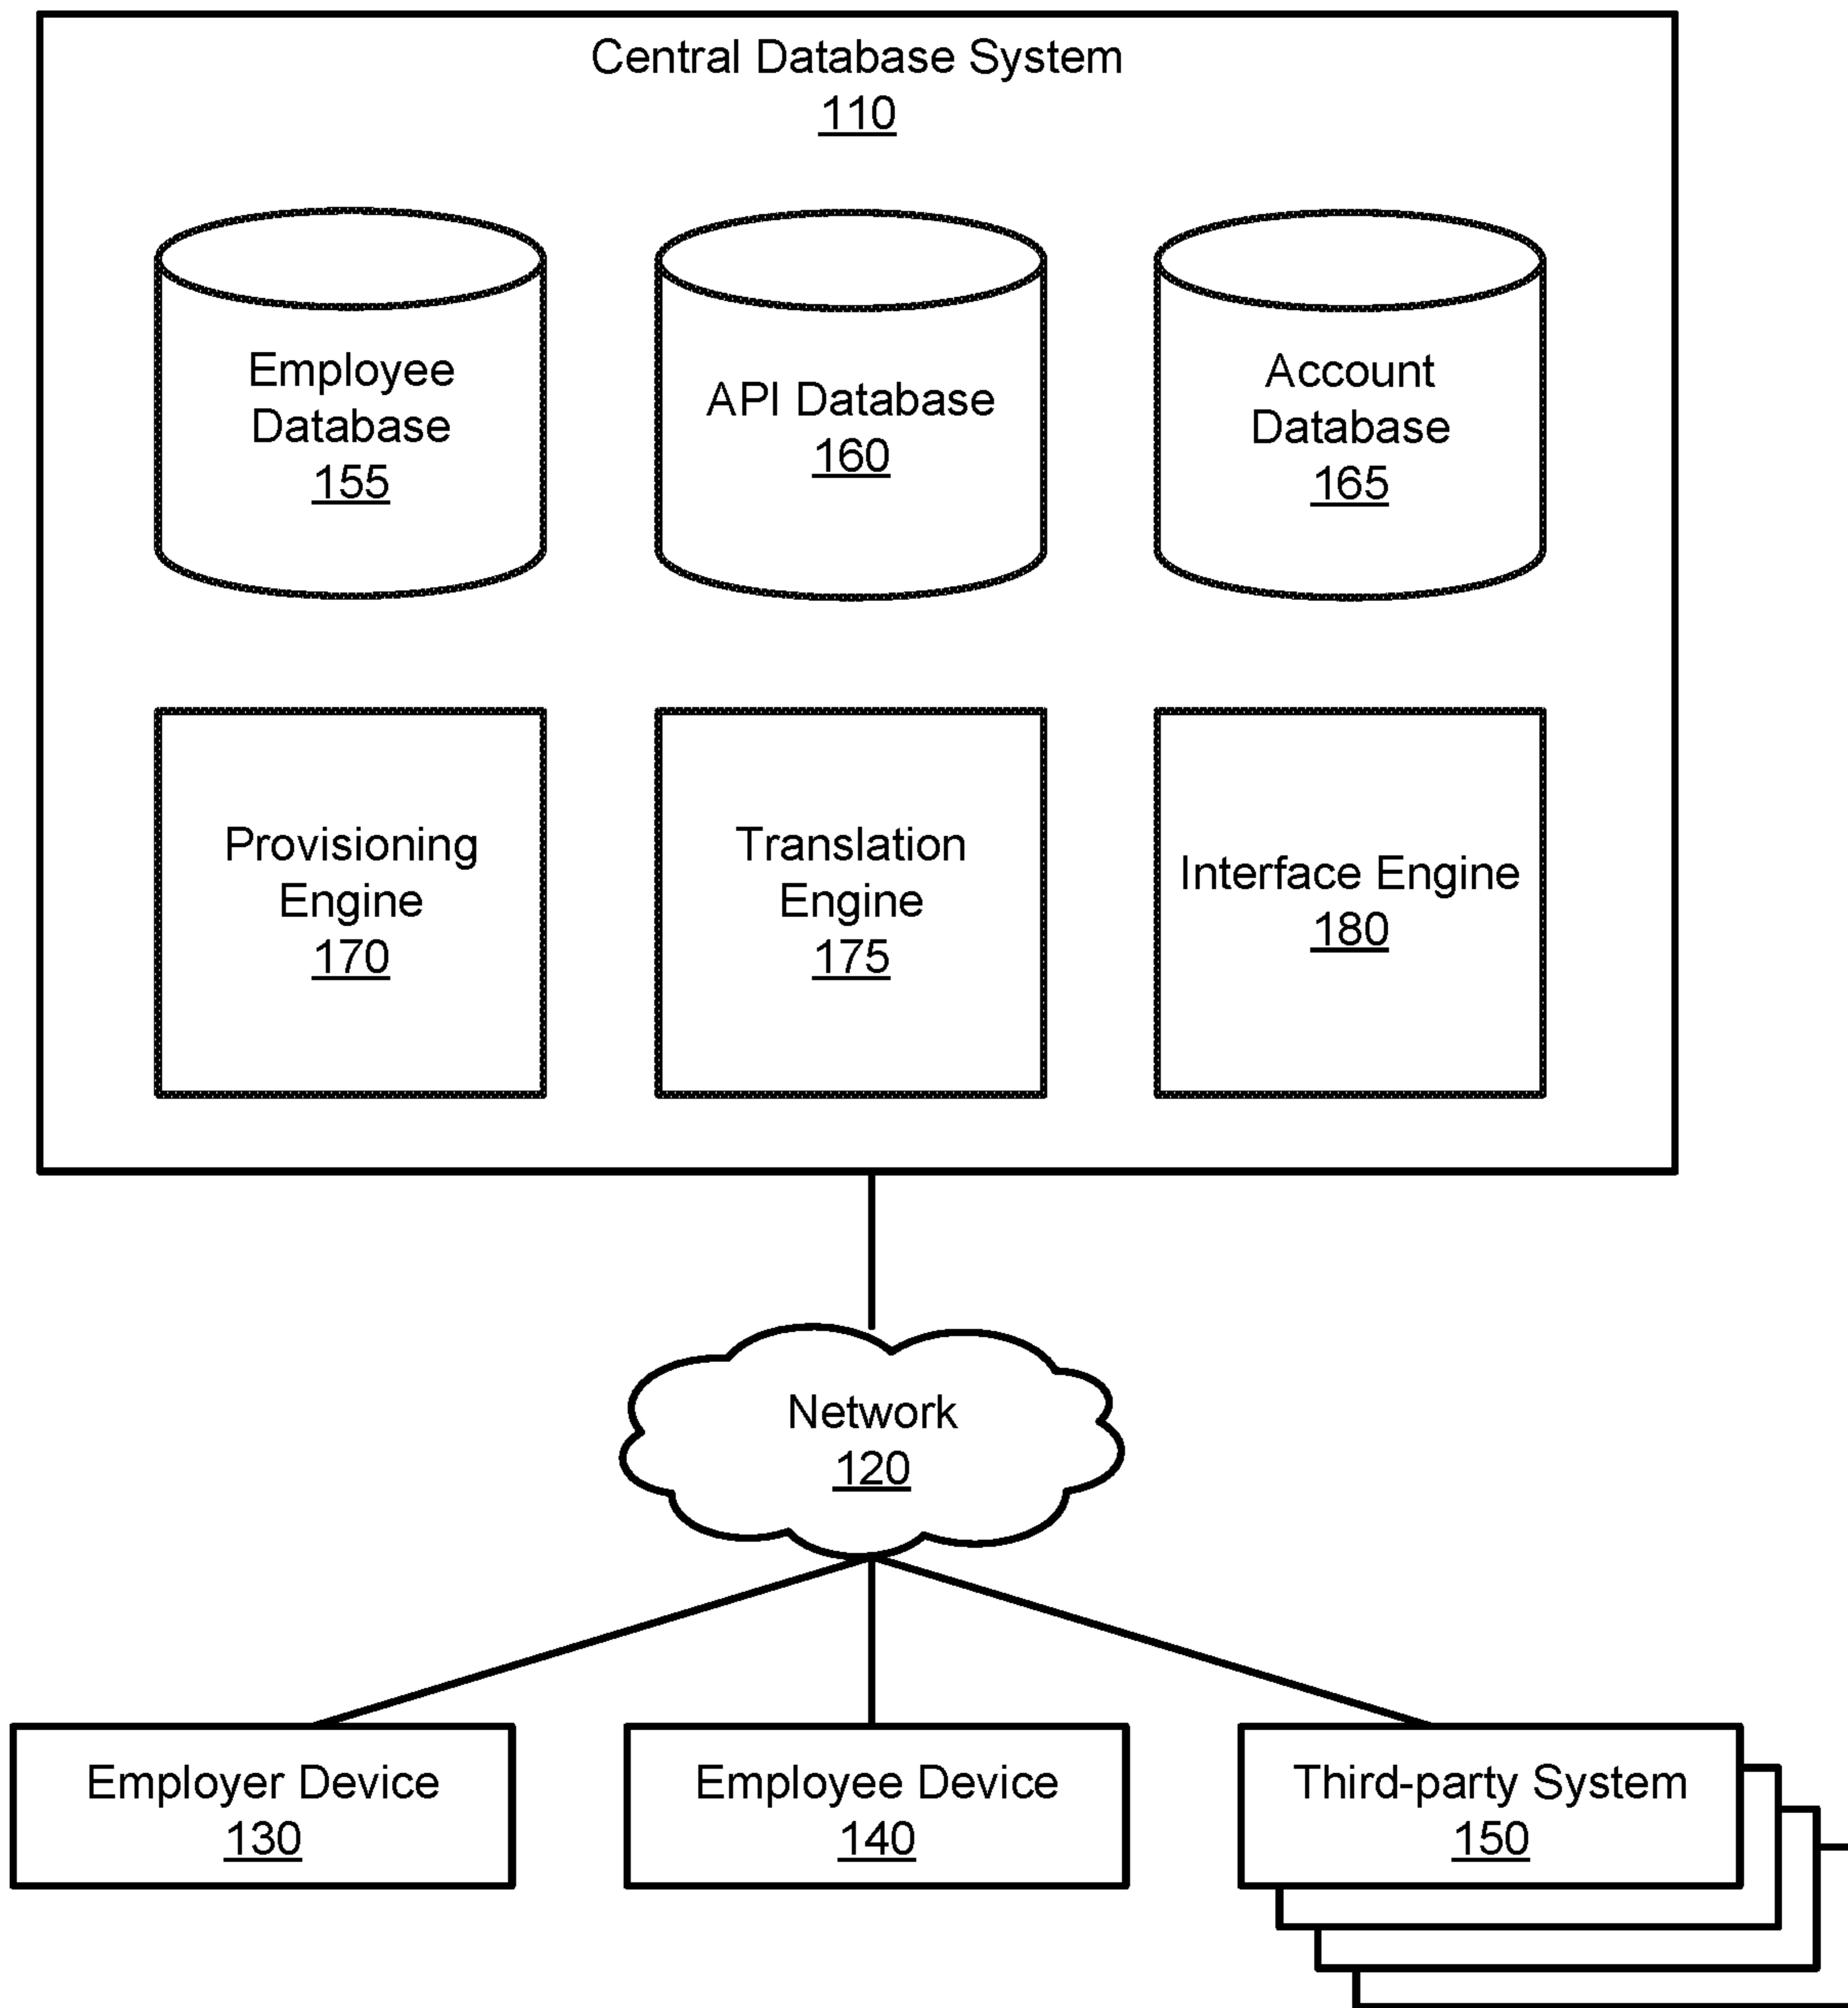 Central Database System
110
Employee
Database
155
API Database
160
Account
Database
165
Provisioning
Engine
170
Translation
Engine
175
Interface Engine
180
Network
120
Employer Device
130
Employee Device
140
Third-party System
150